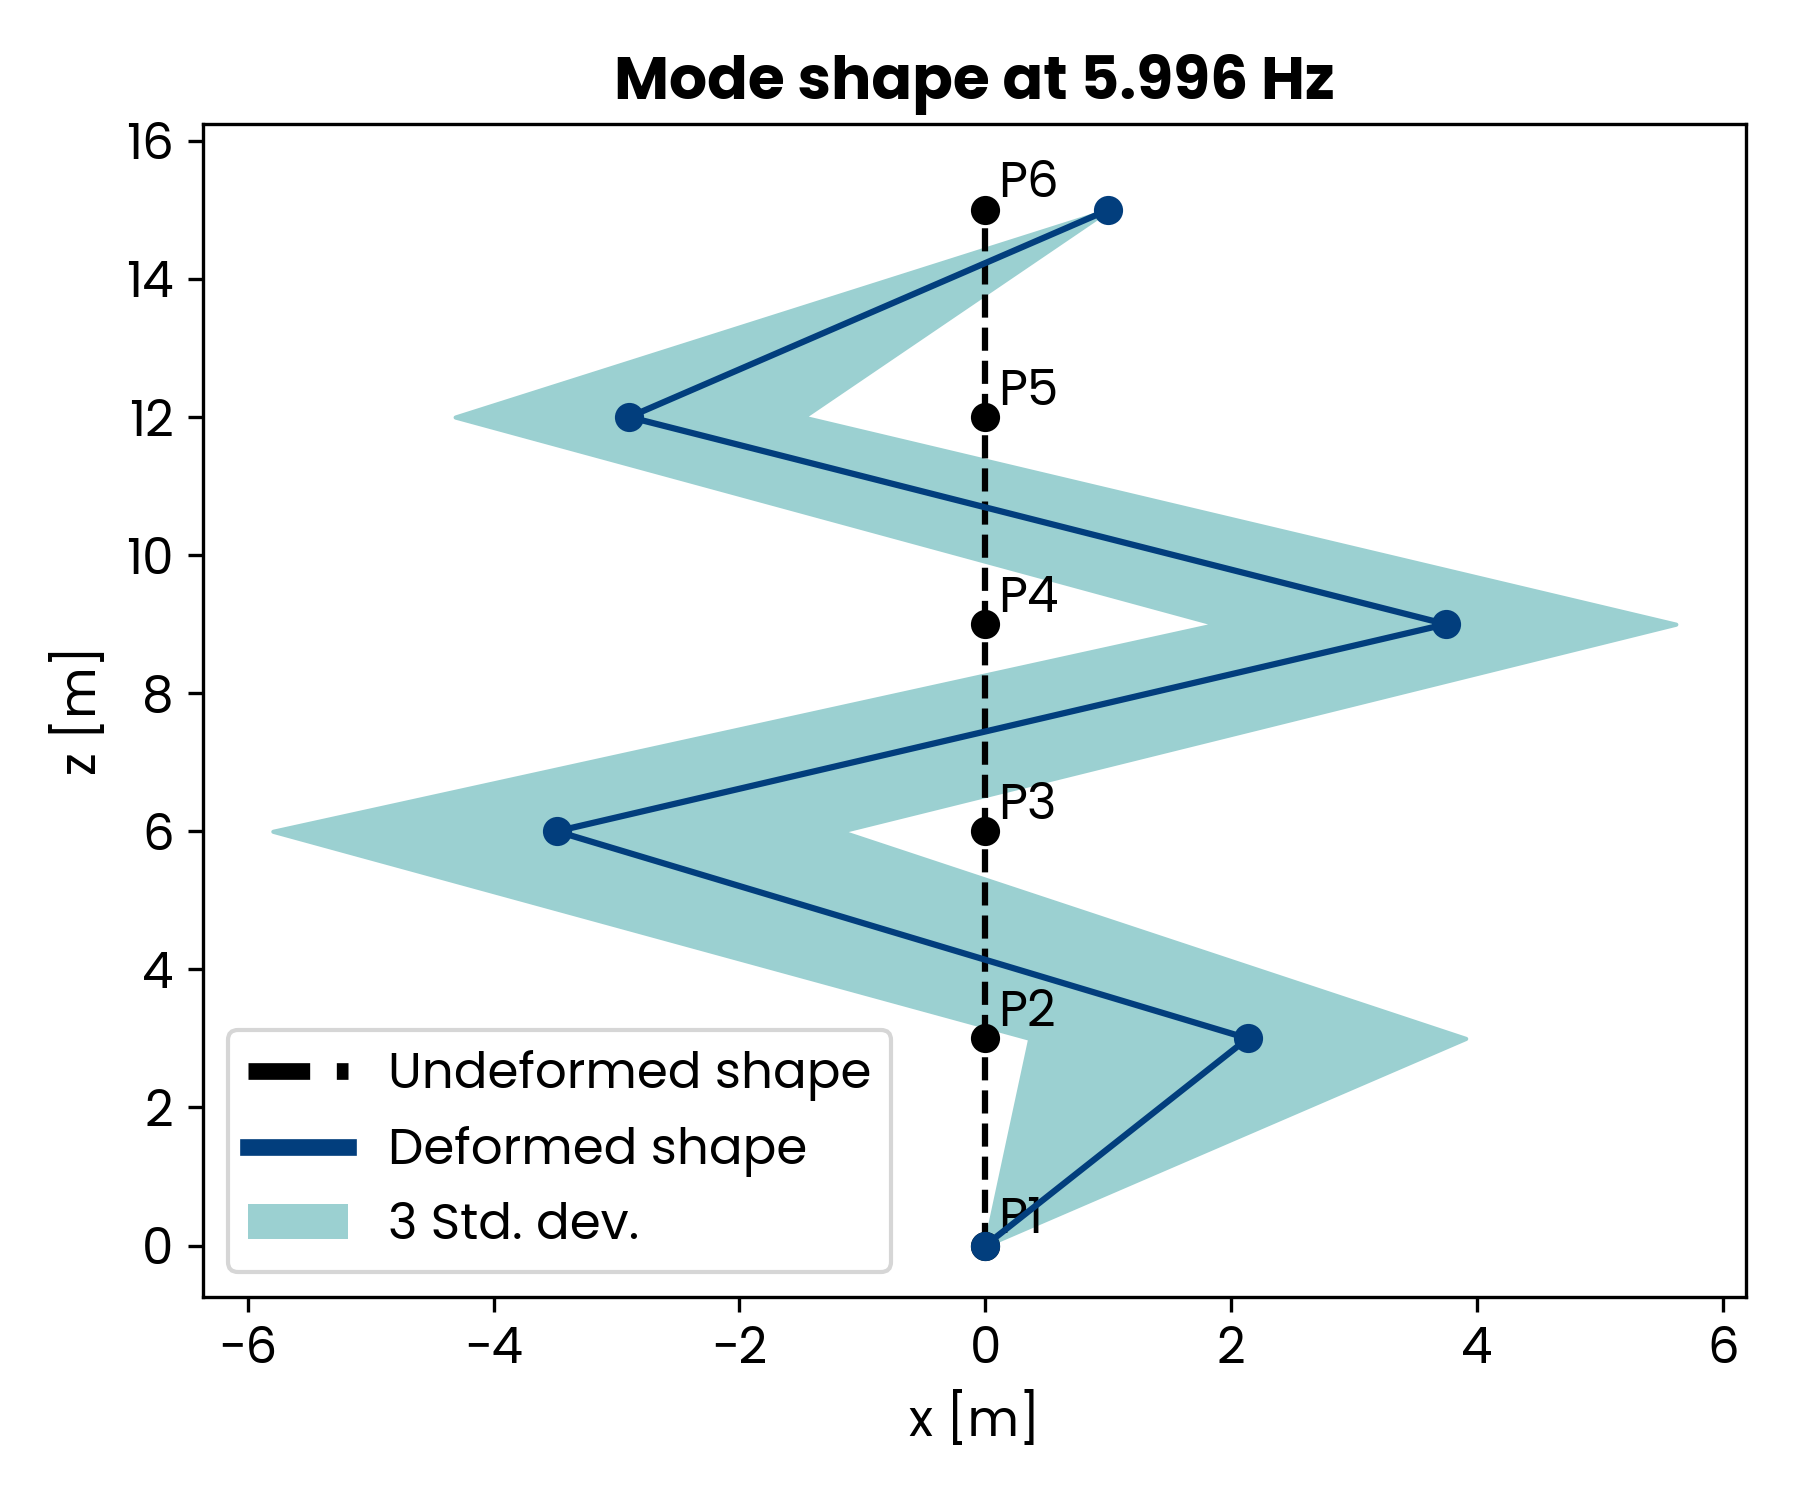 Mode shape at 5.996 Hz
16
14
12
10
8
6
4
2
0
z [m]
P6
P5
P4
P3
P2
P1
Undeformed shape
Deformed shape
3 Std. dev.
−6
−4
−2
0
2
4
6
x [m]